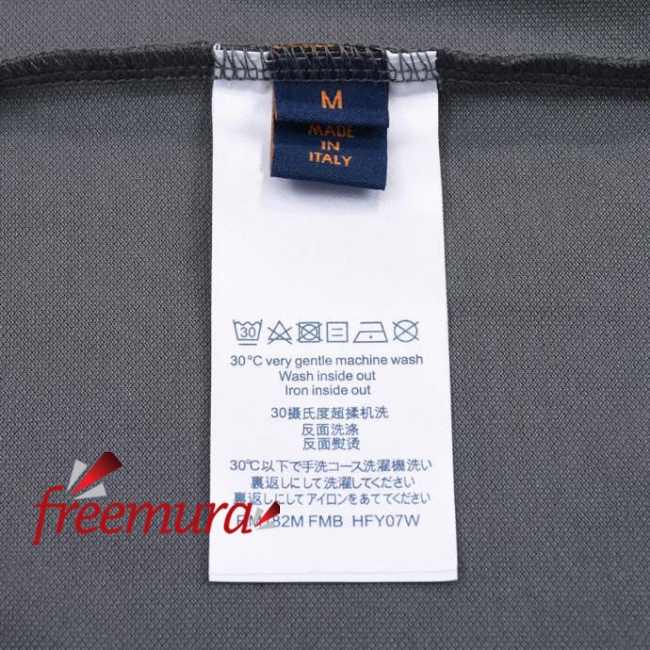 M
MADE
IN
ITALY
30
30°C very gentle machine wash
Wash inside out
Iron inside out
30摄氏度超揉机洗
反面洗涤
反面熨烫
30℃以下で手洗コース洗濯機洗い
裏返しにして洗濯してください
裏返しにしてアイロンをあててください
82M FMB HFY07W
freemura